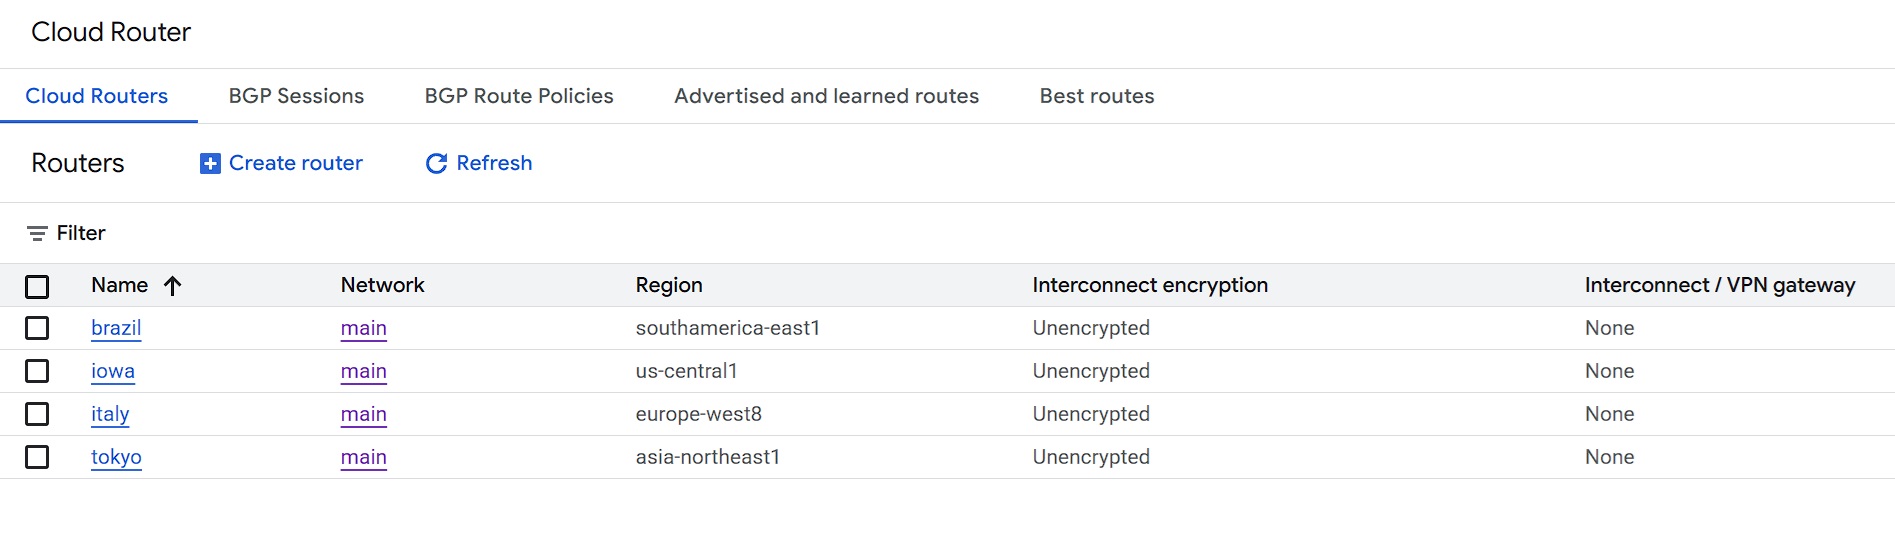 Cloud Router
Cloud Routers BGP Sessions BGP Route Policies Advertised and learned routes Best routes
Routers Create router Refresh
Filter
Name Network Region Interconnect encryption Interconnect / VPN gateway
brazil main southamerica-east1 Unencrypted None
iowa main us-central1 Unencrypted None
italy main europe-west8 Unencrypted None
tokyo main asia-northeast1 Unencrypted None